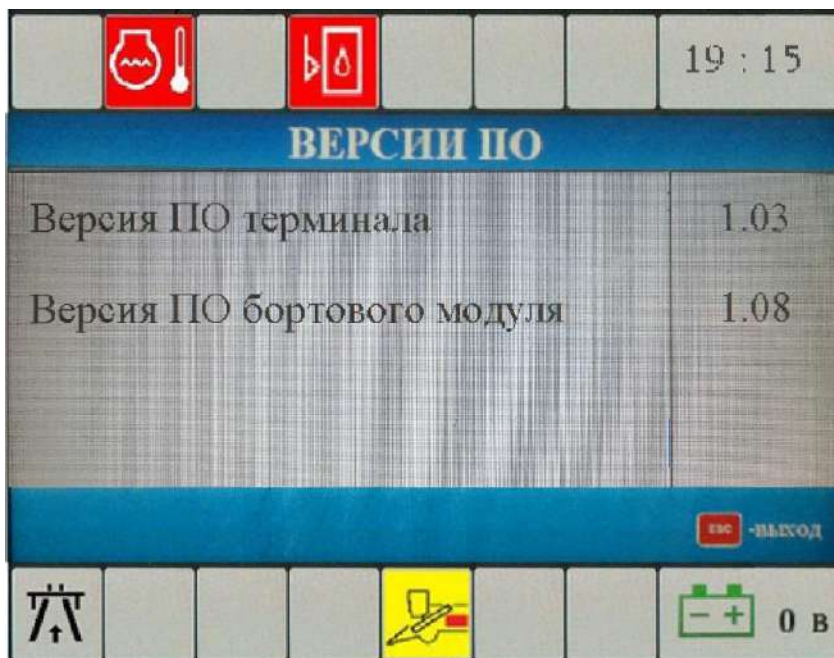 19 : 15
ВЕРСИИ ПО
Версия ПО терминала 1.03
Версия ПО бортового модуля 1.08
esc -выход
0 В